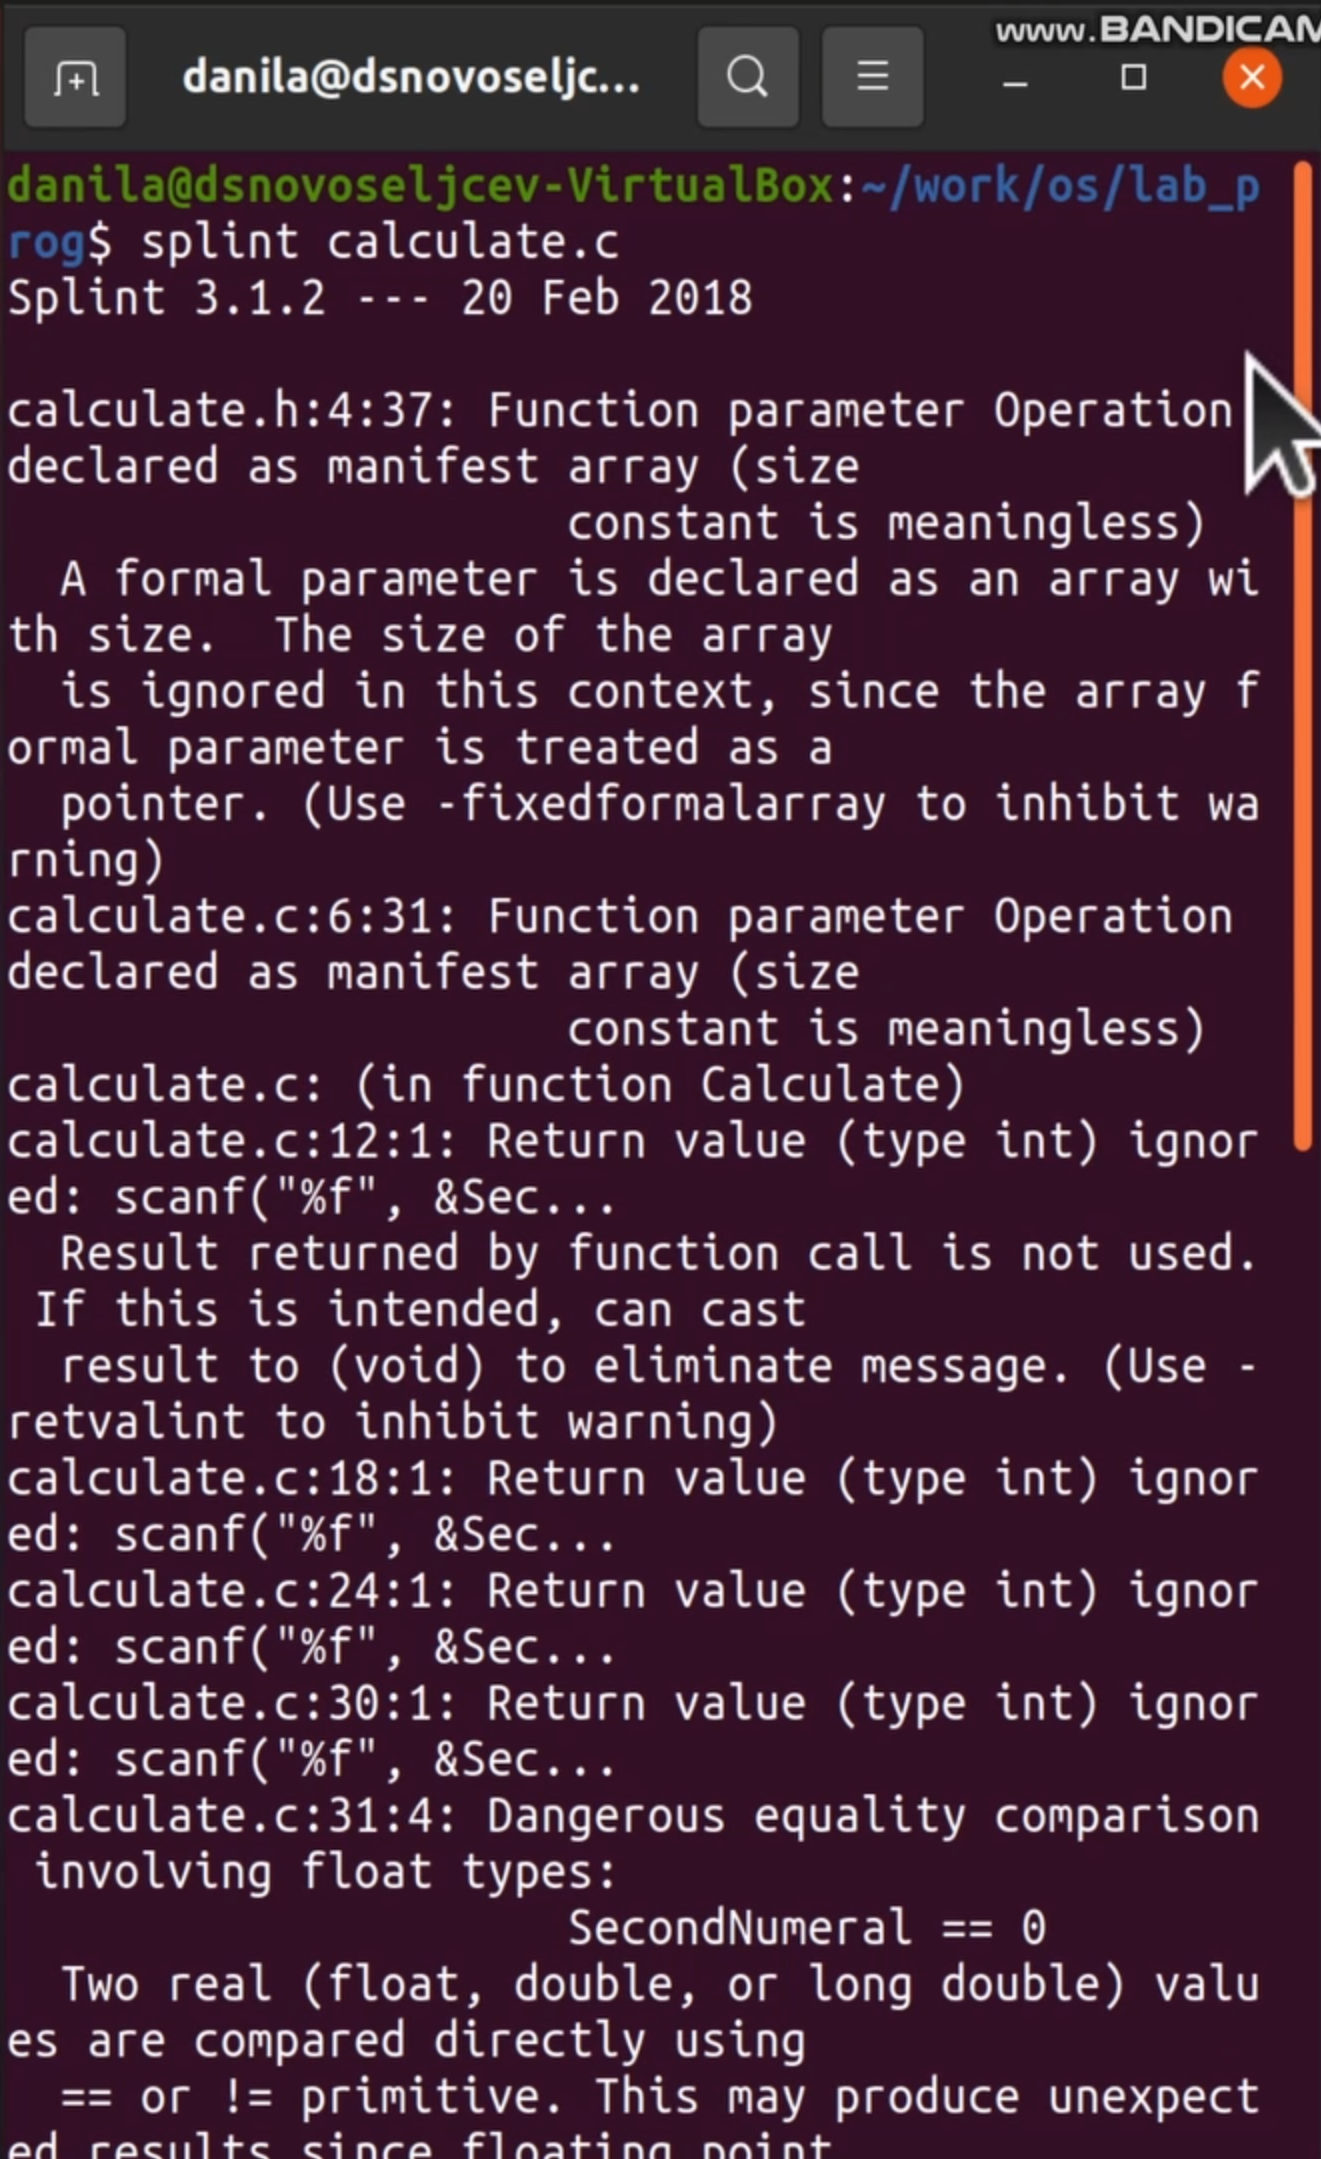 www.BANDICAM
danila@dsnovoseljc...
danila@dsnovoseljcev-VirtualBox:~/work/os/lab_p
rog$ splint calculate.c
Splint 3.1.2 --- 20 Feb 2018
calculate.h:4:37: Function parameter Operation
declared as manifest array (size
constant is meaningless)
A formal parameter is declared as an array wi
th size.  The size of the array
is ignored in this context, since the array f
ormal parameter is treated as a
pointer. (Use -fixedformalarray to inhibit wa
rning)
calculate.c:6:31: Function parameter Operation
declared as manifest array (size
constant is meaningless)
calculate.c: (in function Calculate)
calculate.c:12:1: Return value (type int) ignor
ed: scanf("%f", &Sec...
Result returned by function call is not used.
If this is intended, can cast
result to (void) to eliminate message. (Use -
retvalint to inhibit warning)
calculate.c:18:1: Return value (type int) ignor
ed: scanf("%f", &Sec...
calculate.c:24:1: Return value (type int) ignor
ed: scanf("%f", &Sec...
calculate.c:30:1: Return value (type int) ignor
ed: scanf("%f", &Sec...
calculate.c:31:4: Dangerous equality comparison
involving float types:
SecondNumeral == 0
Two real (float, double, or long double) valu
es are compared directly using
== or != primitive. This may produce unexpect
ed results since floating point